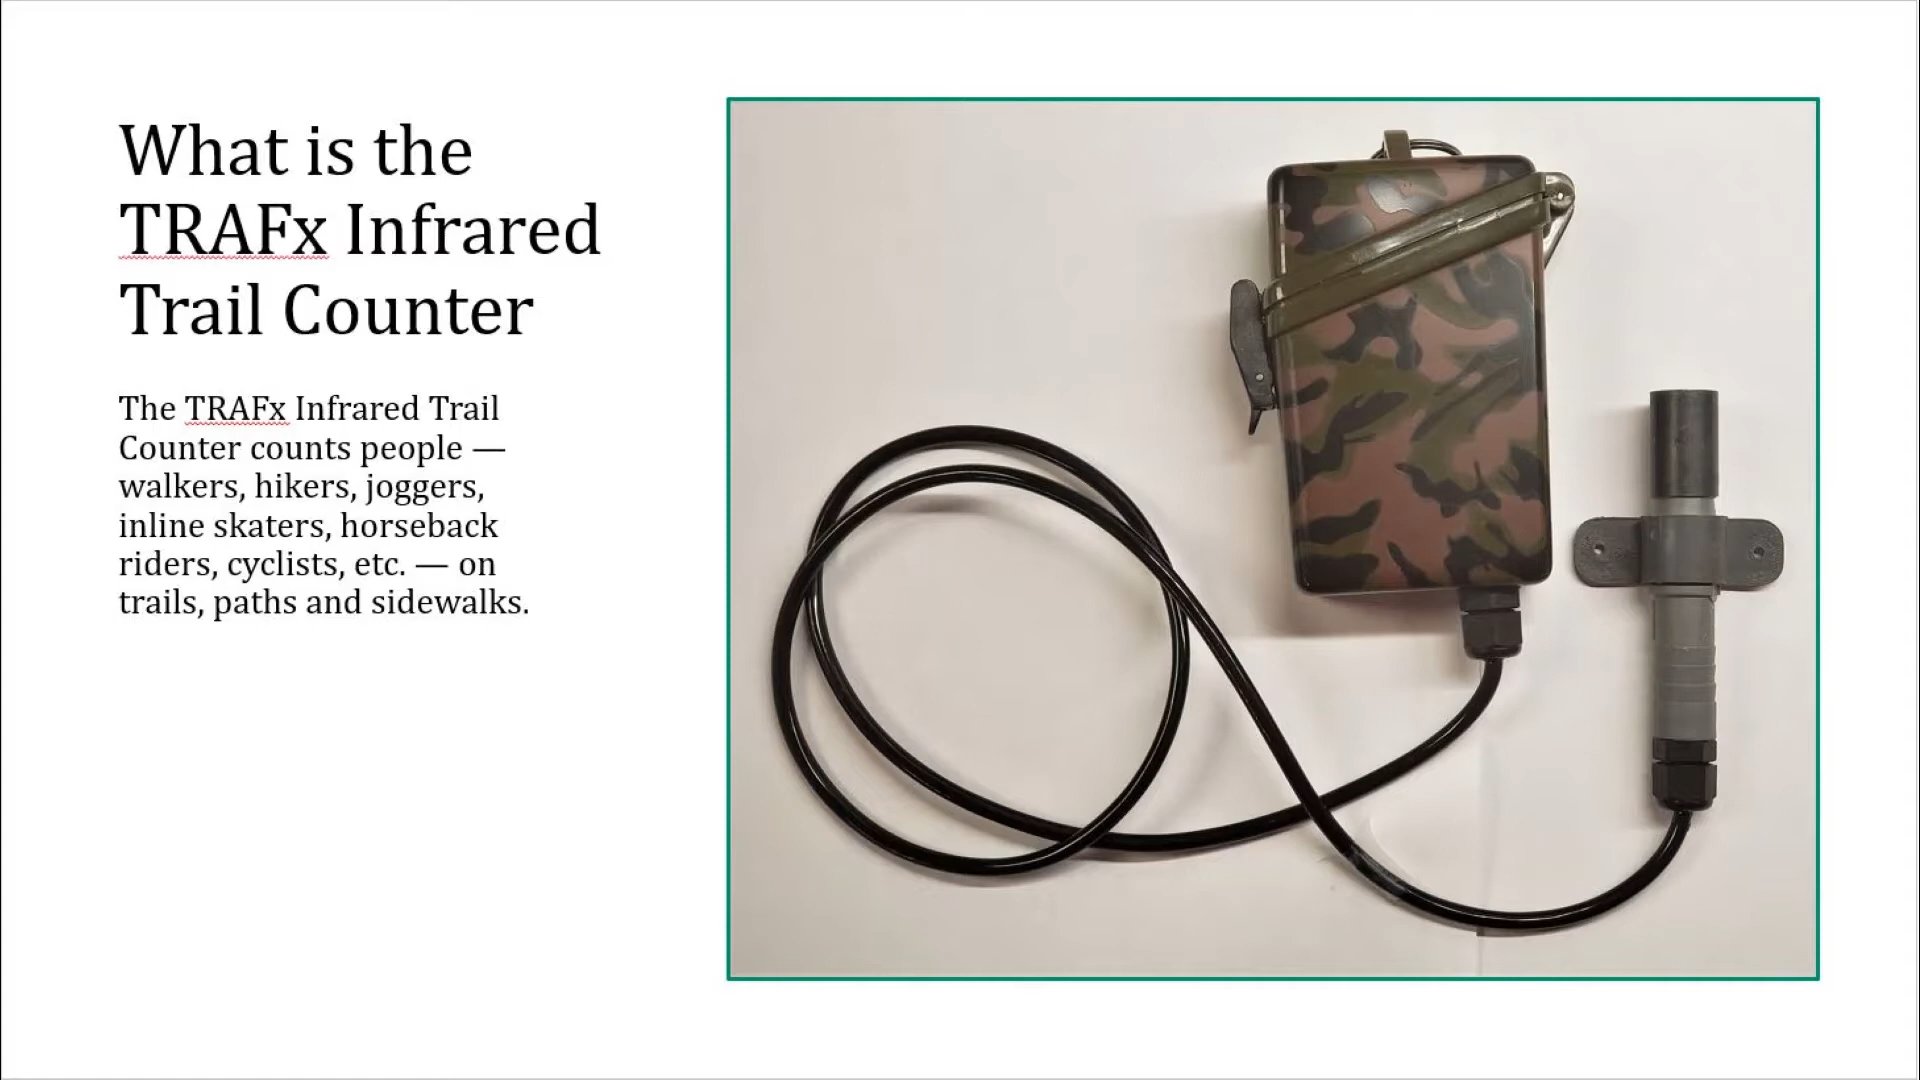 What is the
TRAFx Infrared
Trail Counter
The TRAFx Infrared Trail
Counter counts people —
walkers, hikers, joggers,
inline skaters, horseback
riders, cyclists, etc. — on
trails, paths and sidewalks.